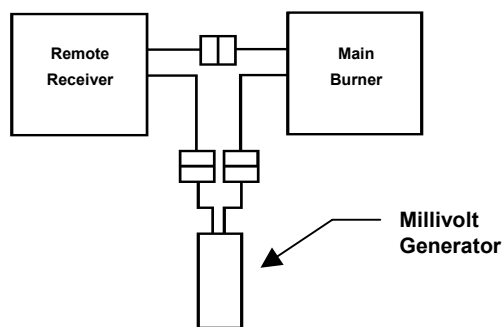 Remote
Receiver
Main
Burner
Millivolt
Generator